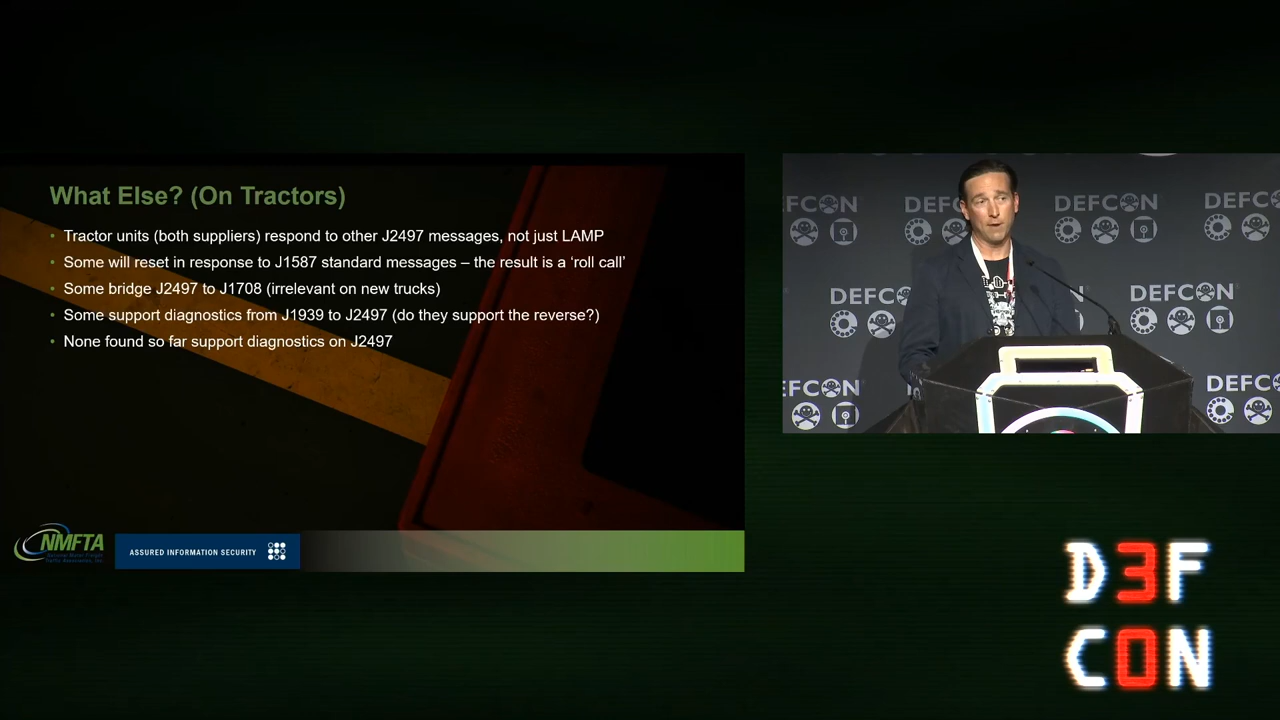 What Else? (On Tractors)
• Tractor units (both suppliers) respond to other J2497 messages, not just LAMP
• Some will reset in response to J1587 standard messages – the result is a ‘roll call’
• Some bridge J2497 to J1708 (irrelevant on new trucks)
• Some support diagnostics from J1939 to J2497 (do they support the reverse?)
• None found so far support diagnostics on J2497
NMFTA
ASSURED INFORMATION SECURITY
DEFCON
DEFCON
DEFCON
D3F
C0N